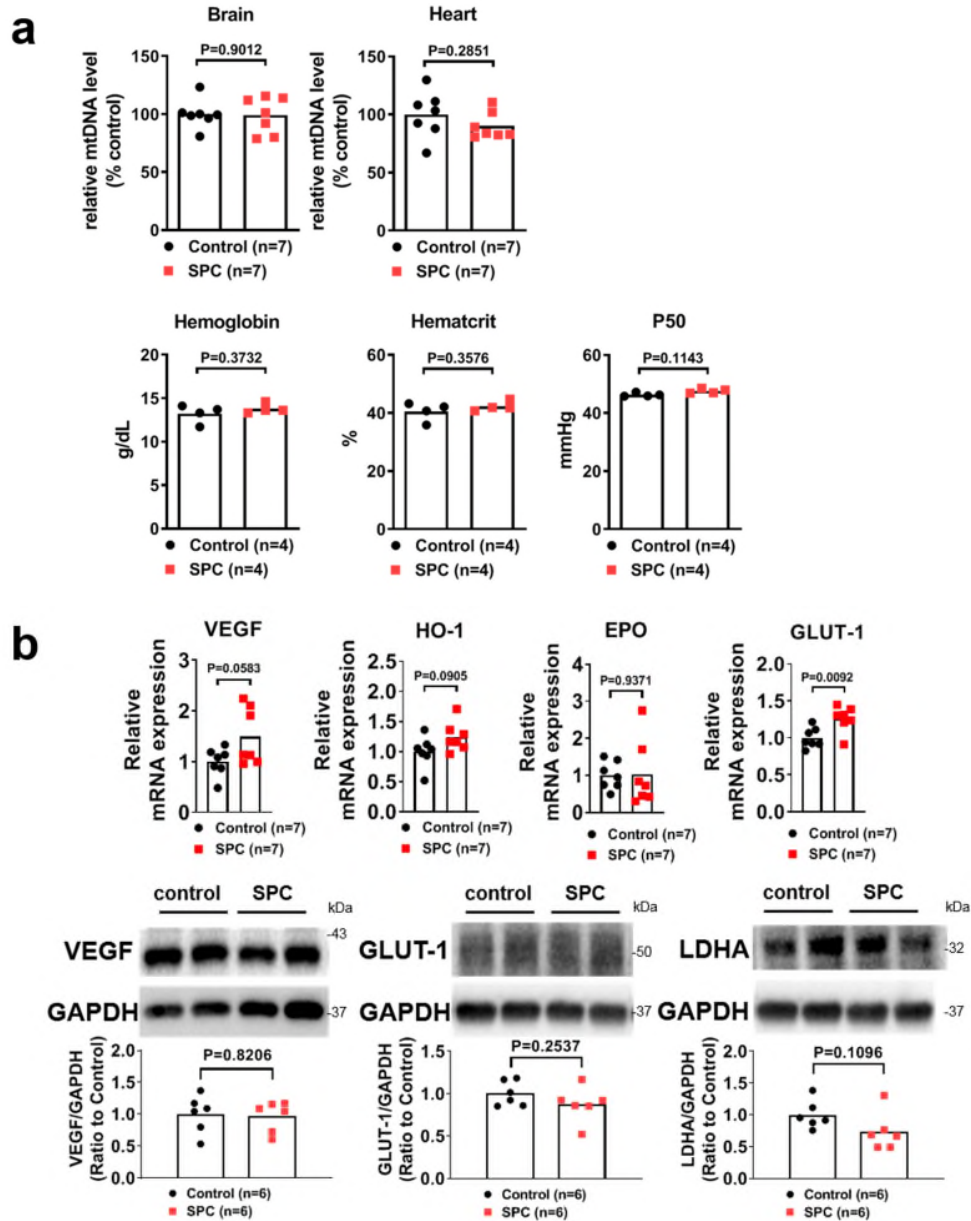 a
Brain
Heart
P=0.9012
P=0.2851
relative mtDNA level
(% control)
150
100
50
0
relative mtDNA level
(% control)
150
100
50
0
Control (n=7)
SPC (n=7)
Control (n=7)
SPC (n=7)
Hemoglobin
Hematcrit
P50
P=0.3732
P=0.3576
P=0.1143
g/dL
20
15
10
5
0
%
60
40
20
0
mmHg
60
40
20
0
Control (n=4)
SPC (n=4)
Control (n=4)
SPC (n=4)
Control (n=4)
SPC (n=4)
b
VEGF
HO-1
EPO
GLUT-1
P=0.0583
P=0.0905
P=0.9371
P=0.0092
Relative
mRNA expression
3
2
1
0
Relative
mRNA expression
2.5
2.0
1.5
1.0
0.5
0.0
Relative
mRNA expression
4
3
2
1
0
Relative
mRNA expression
2.0
1.5
1.0
0.5
0.0
Control (n=7)
SPC (n=7)
Control (n=7)
SPC (n=7)
Control (n=7)
SPC (n=7)
Control (n=7)
SPC (n=7)
control SPC
kDa
-43
VEGF
GAPDH
-37
control SPC
kDa
GLUT-1
-50
GAPDH
-37
control SPC
kDa
LDHA
-32
GAPDH
-37
P=0.8206
P=0.2537
P=0.1096
VEGF/GAPDH
(Ratio to Control)
2.0
1.5
1.0
0.5
0.0
GLUT-1/GAPDH
(Ratio to Control)
1.5
1.0
0.5
0.0
LDHA/GAPDH
(Ratio to Control)
2.0
1.5
1.0
0.5
0.0
Control (n=6)
SPC (n=6)
Control (n=6)
SPC (n=6)
Control (n=6)
SPC (n=6)